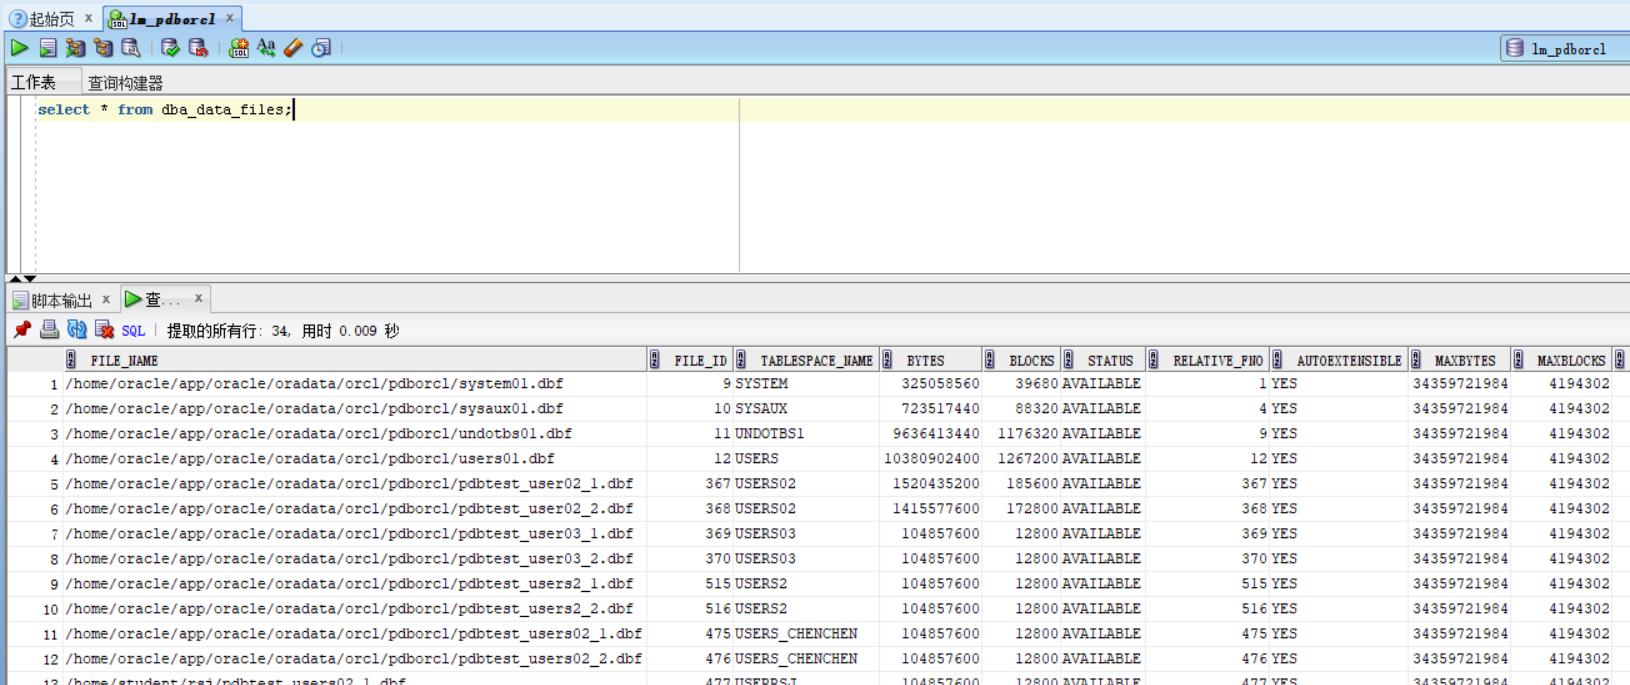 起始页 x lm_pdborcl x
lm_pdborcl
工作表 查询构建器
select * from dba_data_files;
脚本输出 x 查... x
SQL | 提取的所有行: 34, 用时 0.009 秒
FILE_NAME FILE_ID TABLESPACE_NAME BYTES BLOCKS STATUS RELATIVE_FNO AUTOEXTENSIBLE MAXBYTES MAXBLOCKS
1 /home/oracle/app/oracle/oradata/orcl/pdborcl/system01.dbf 9 SYSTEM 325058560 39680 AVAILABLE 1 YES 34359721984 4194302
2 /home/oracle/app/oracle/oradata/orcl/pdborcl/sysaux01.dbf 10 SYSAUX 723517440 88320 AVAILABLE 4 YES 34359721984 4194302
3 /home/oracle/app/oracle/oradata/orcl/pdborcl/undotbs01.dbf 11 UNDOTBS1 9636413440 1176320 AVAILABLE 9 YES 34359721984 4194302
4 /home/oracle/app/oracle/oradata/orcl/pdborcl/users01.dbf 12 USERS 10380902400 1267200 AVAILABLE 12 YES 34359721984 4194302
5 /home/oracle/app/oracle/oradata/orcl/pdborcl/pdbtest_user02_1.dbf 367 USERS02 1520435200 185600 AVAILABLE 367 YES 34359721984 4194302
6 /home/oracle/app/oracle/oradata/orcl/pdborcl/pdbtest_user02_2.dbf 368 USERS02 1415577600 172800 AVAILABLE 368 YES 34359721984 4194302
7 /home/oracle/app/oracle/oradata/orcl/pdborcl/pdbtest_user03_1.dbf 369 USERS03 104857600 12800 AVAILABLE 369 YES 34359721984 4194302
8 /home/oracle/app/oracle/oradata/orcl/pdborcl/pdbtest_user03_2.dbf 370 USERS03 104857600 12800 AVAILABLE 370 YES 34359721984 4194302
9 /home/oracle/app/oracle/oradata/orcl/pdborcl/pdbtest_users2_1.dbf 515 USERS2 104857600 12800 AVAILABLE 515 YES 34359721984 4194302
10 /home/oracle/app/oracle/oradata/orcl/pdborcl/pdbtest_users2_2.dbf 516 USERS2 104857600 12800 AVAILABLE 516 YES 34359721984 4194302
11 /home/oracle/app/oracle/oradata/orcl/pdborcl/pdbtest_users02_1.dbf 475 USERS_CHENCHEN 104857600 12800 AVAILABLE 475 YES 34359721984 4194302
12 /home/oracle/app/oracle/oradata/orcl/pdborcl/pdbtest_users02_2.dbf 476 USERS_CHENCHEN 104857600 12800 AVAILABLE 476 YES 34359721984 4194302
13 /home/student/rsj/pdbtest_users02_1.dbf 477 USERRSJ 104857600 12800 AVAILABLE 477 YES 34359721984 4194302